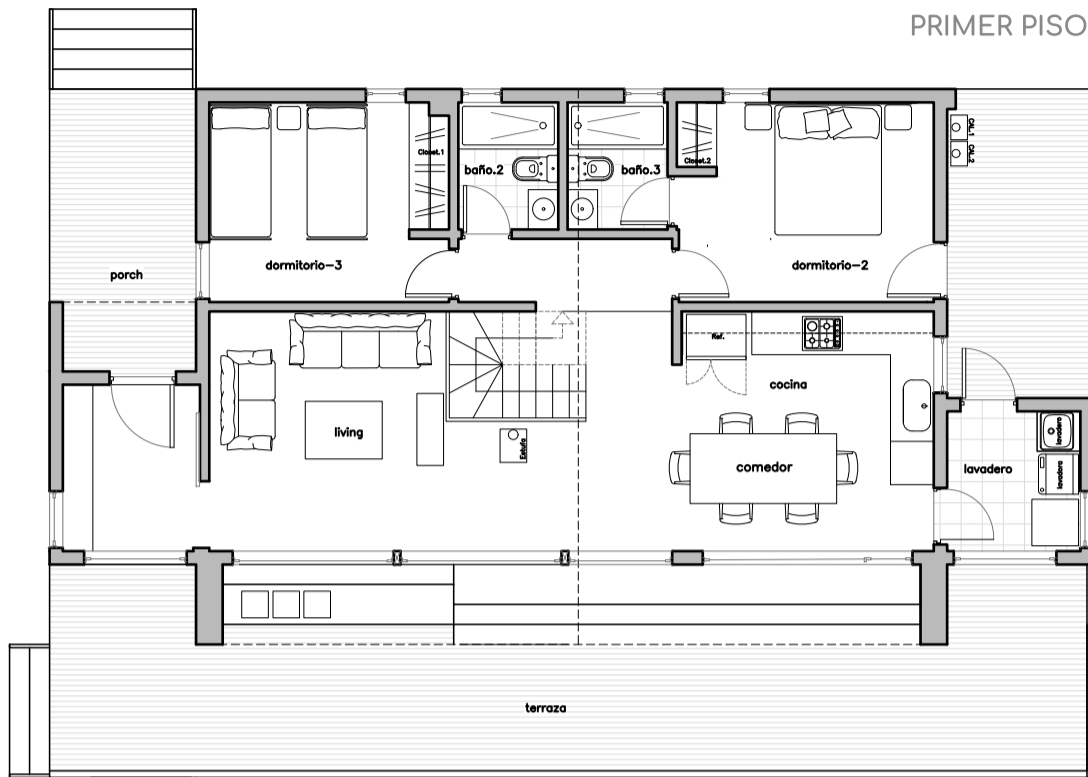 PRIMER PISO
CAL.1
CAL.2
Closet.1
baño.2
baño.3
Closet.2
porch
dormitorio-3
dormitorio-2
Ref.
cocina
living
Estufa
comedor
lavadero
lavadero
lavadora
terraza